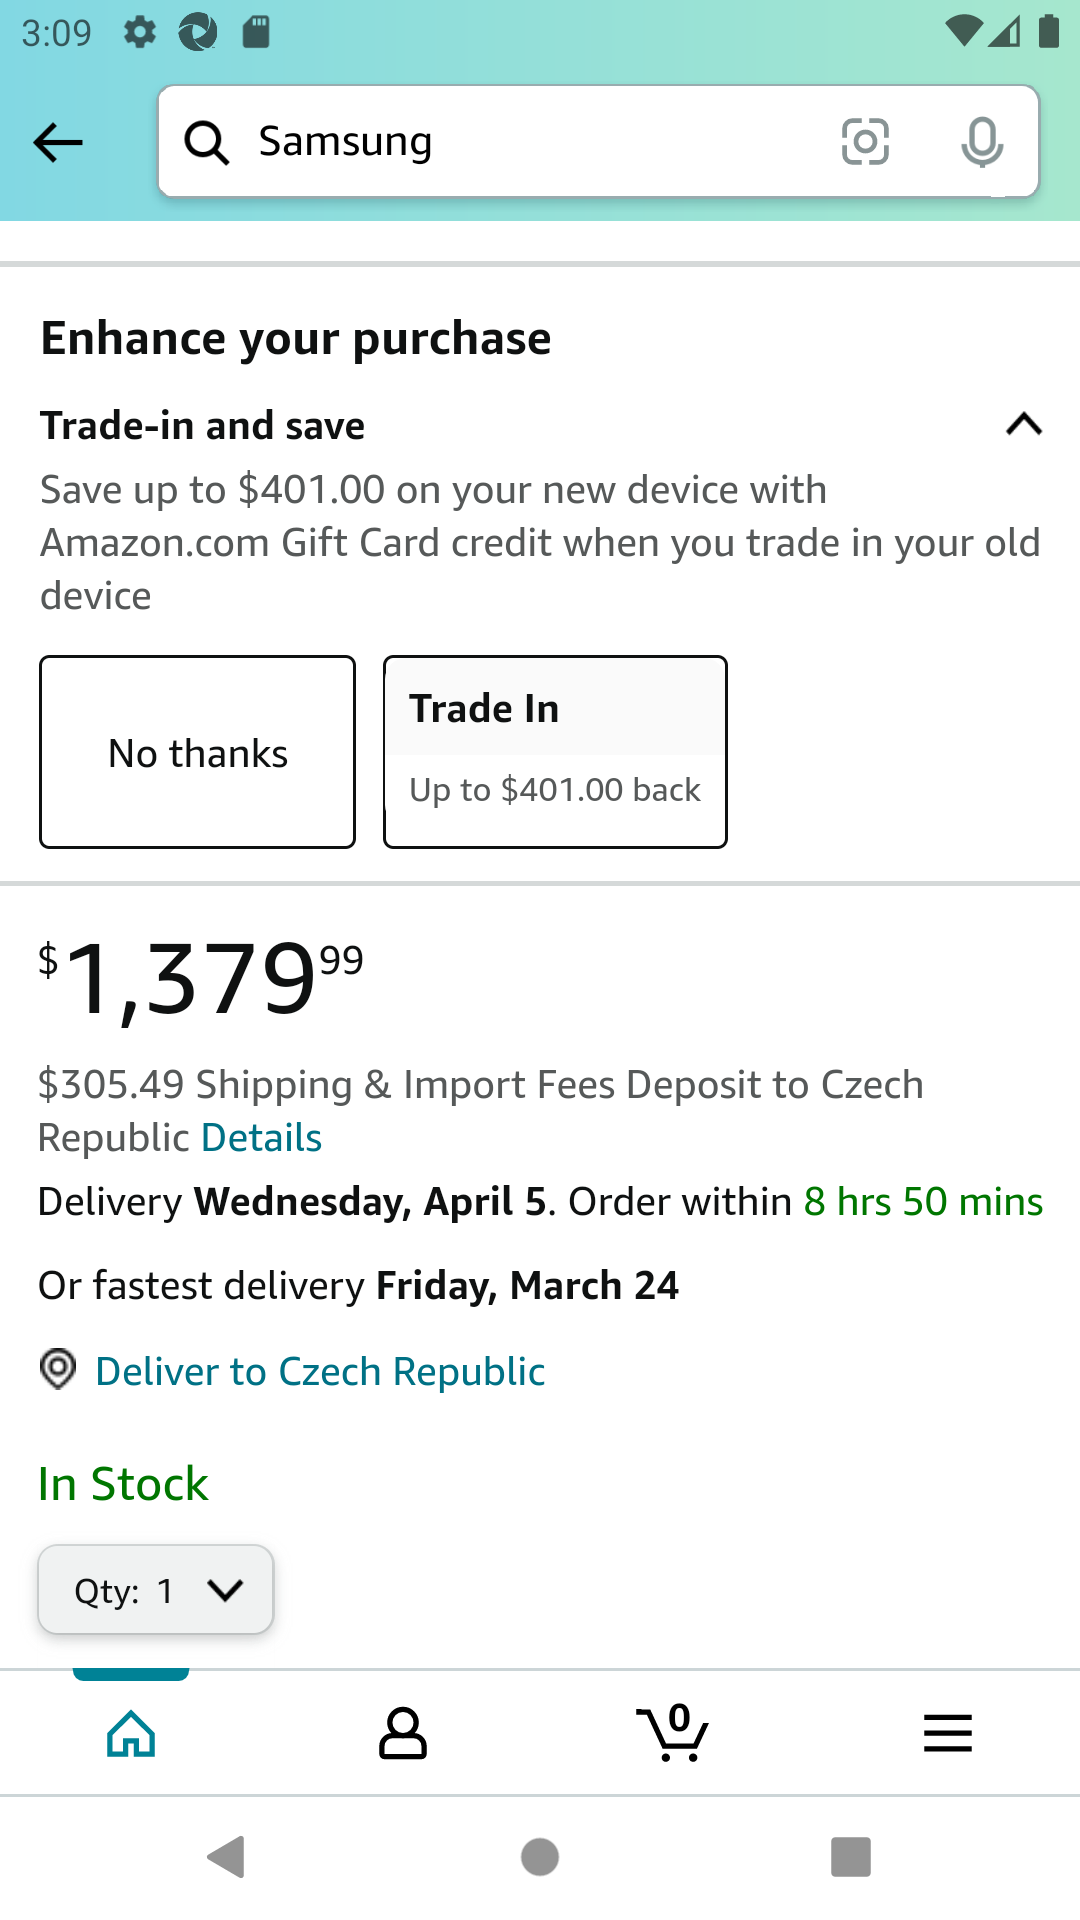 3:09
Samsung
Enhance your purchase
Trade-in and save
Save up to $401.00 on your new device with
Amazon.com Gift Card credit when you trade in your old
device
No thanks
Trade In
Up to $401.00 back
$1,379 99
$305.49 Shipping & Import Fees Deposit to Czech
Republic Details
Delivery Wednesday, April 5. Order within 8 hrs 50 mins
Or fastest delivery Friday, March 24
Deliver to Czech Republic
In Stock
Qty: 1
0